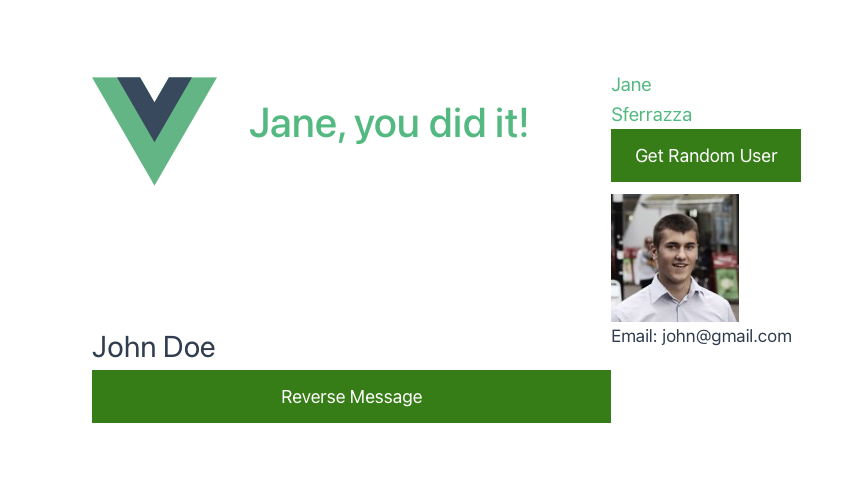 Jane, you did it!
John Doe
Reverse Message
Jane
Sferrazza
Get Random User
Email: john@gmail.com